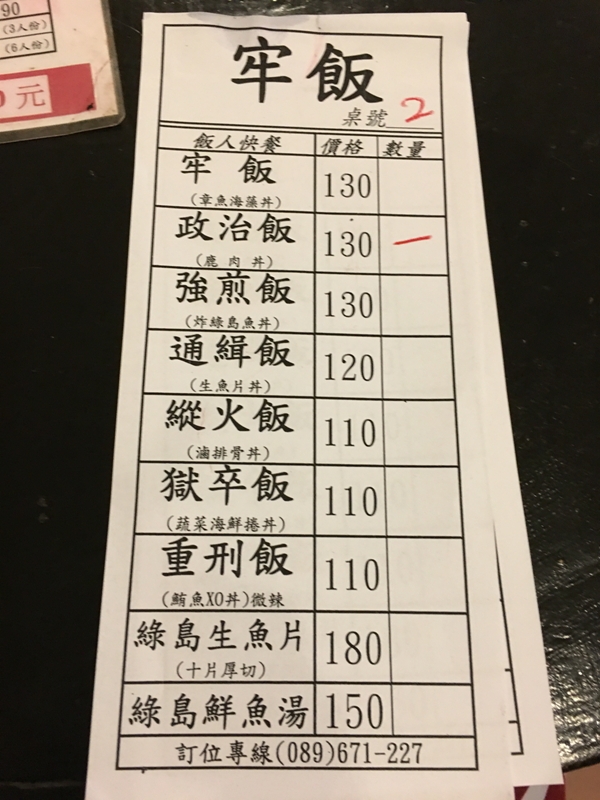 90
(3人份)
(6人份)
0元
牢飯
桌號 2
飯人快餐 價格 數量
牢飯 130
(章魚海藻丼)
政治飯 130 一
(鹿肉丼)
強煎飯 130
(炸綠島魚丼)
通緝飯 120
(生魚片丼)
縱火飯 110
(滷排骨丼)
獄卒飯 110
(蔬菜海鮮捲丼)
重刑飯 110
(鮪魚XO丼)微辣
綠島生魚片 180
(十片厚切)
綠島鮮魚湯 150
訂位專線(089)671-227